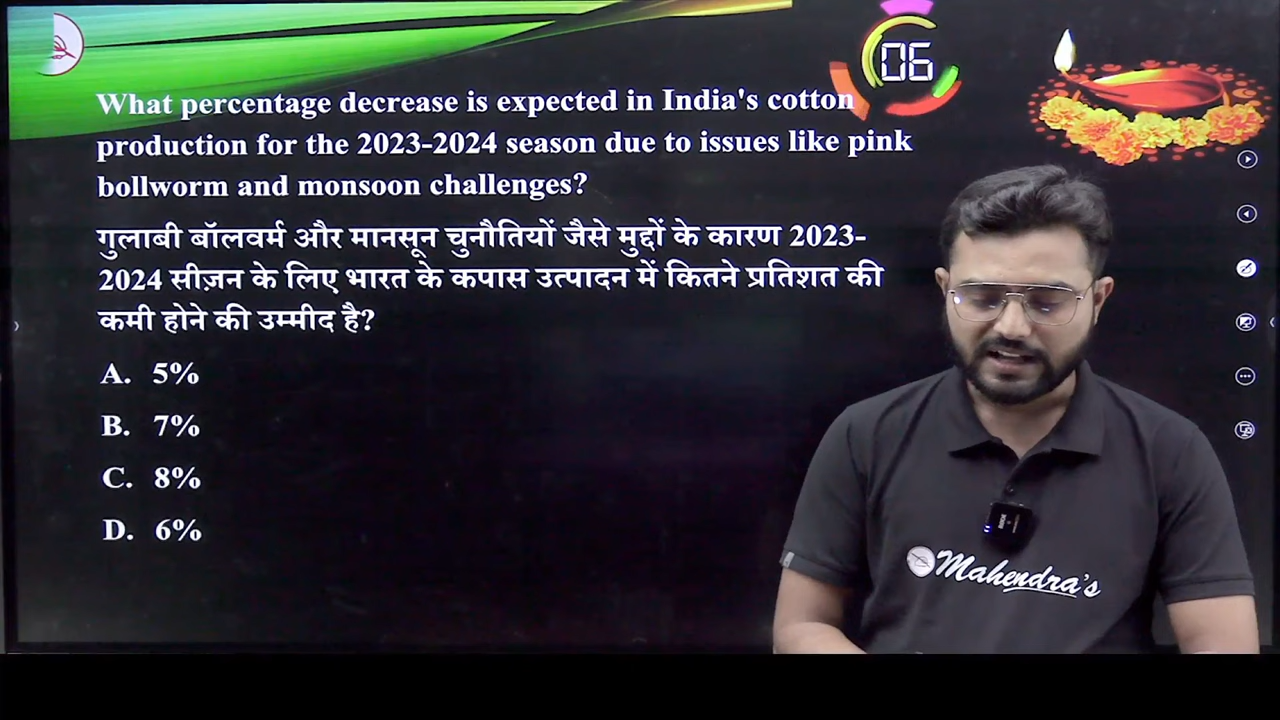 06
What percentage decrease is expected in India's cotton
production for the 2023-2024 season due to issues like pink
bollworm and monsoon challenges?
गुलाबी बॉलवर्म और मानसून चुनौतियों जैसे मुद्दों के कारण 2023-
2024 सीज़न के लिए भारत के कपास उत्पादन में कितने प्रतिशत की
कमी होने की उम्मीद है?
A. 5%
B. 7%
C. 8%
D. 6%
Mahendra's